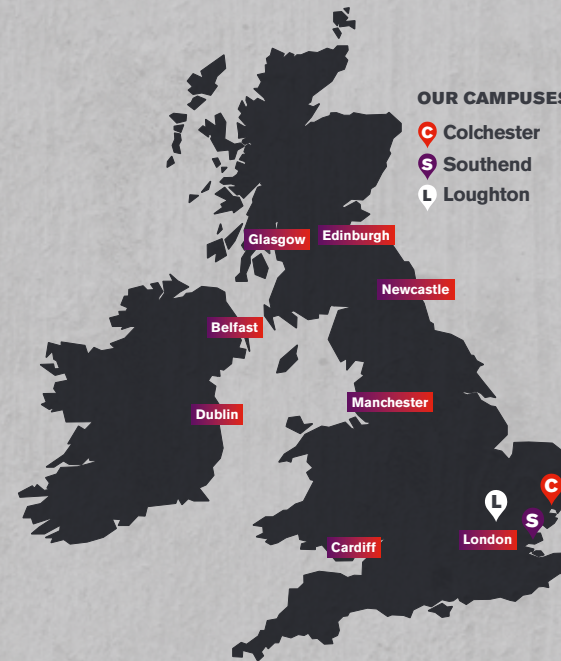 OUR CAMPUSES
C Colchester
S Southend
L Loughton
Glasgow
Edinburgh
Newcastle
Belfast
Manchester
Dublin
C
L
S
London
Cardiff